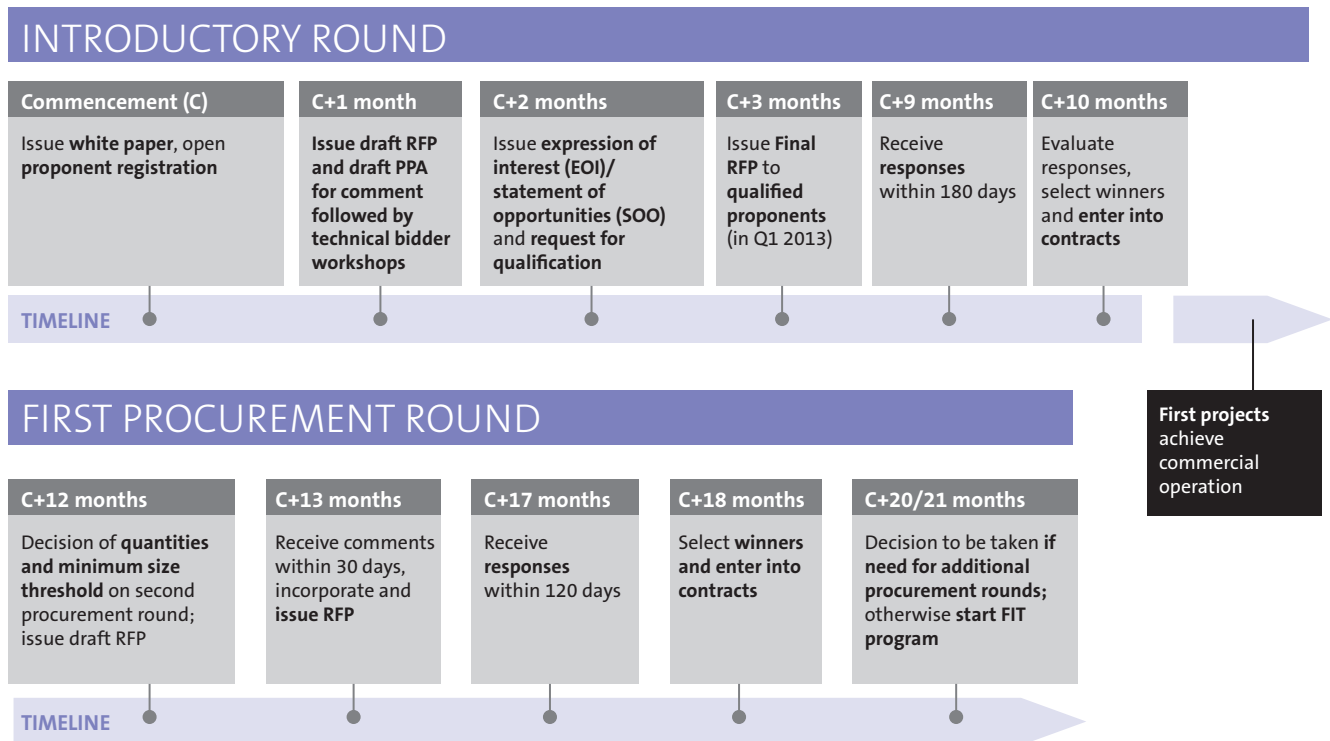 INTRODUCTORY ROUND
Commencement (C)
Issue white paper, open
proponent registration
C+1 month
Issue draft RFP
and draft PPA
for comment
followed by
technical bidder
workshops
C+2 months
Issue expression of
interest (EOI)/
statement of
opportunities (SOO)
and request for
qualification
C+3 months
Issue Final
RFP to
qualified
proponents
(in Q1 2013)
C+9 months
Receive
responses
within 180 days
C+10 months
Evaluate
responses,
select winners
and enter into
contracts
TIMELINE
First projects
achieve
commercial
operation
FIRST PROCUREMENT ROUND
C+12 months
Decision of quantities
and minimum size
threshold on second
procurement round;
issue draft RFP
C+13 months
Receive comments
within 30 days,
incorporate and
issue RFP
C+17 months
Receive
responses
within 120 days
C+18 months
Select winners
and enter into
contracts
C+20/21 months
Decision to be taken if
need for additional
procurement rounds;
otherwise start FIT
program
TIMELINE